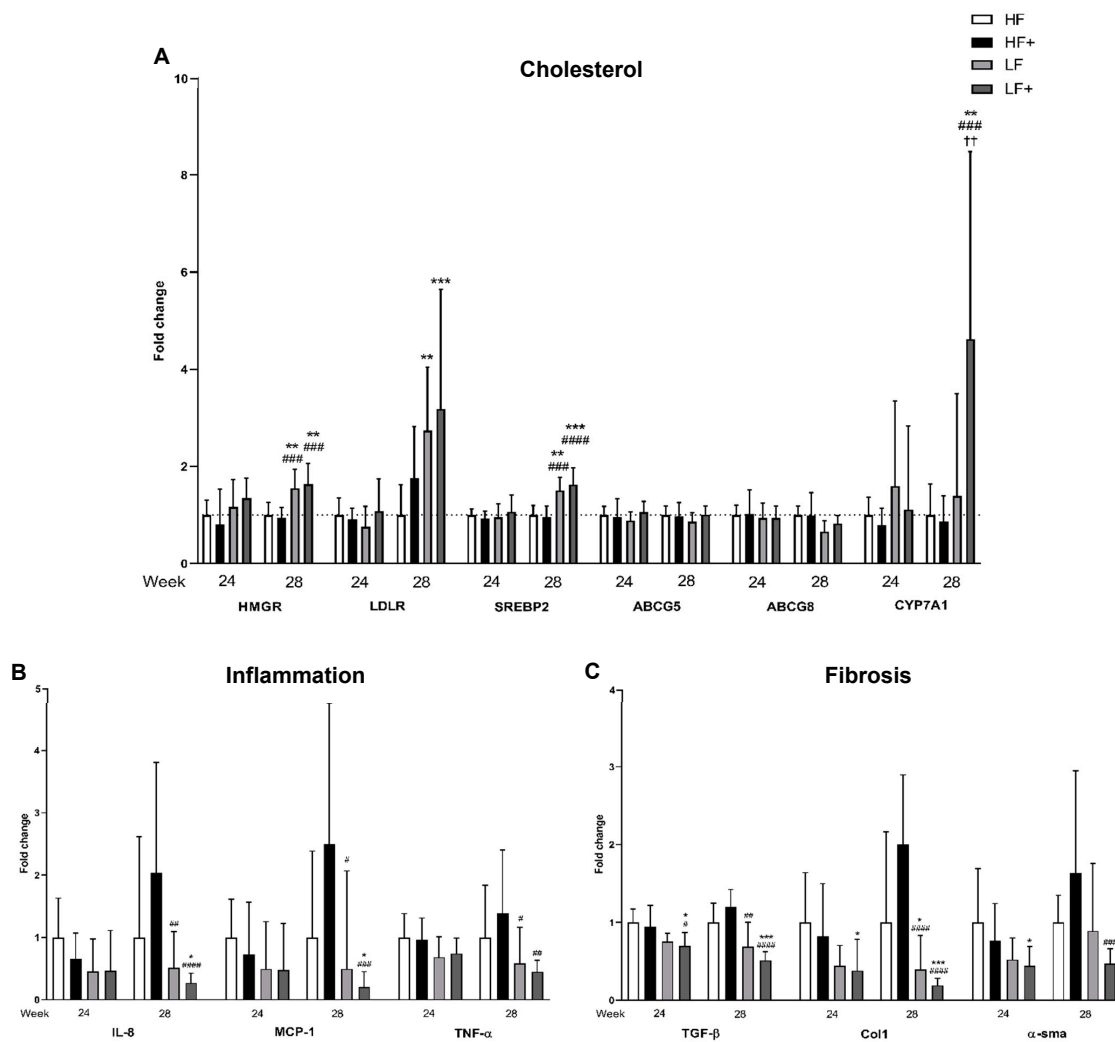 HF
HF+
LF
LF+
A
Cholesterol
10
8
6
4
2
0
Fold change
**
###
**
###
**
***
**
###
***
####
**
###
††
Week
24 28 24 28 24 28 24 28 24 28 24 28
HMGR LDLR SREBP2 ABCG5 ABCG8 CYP7A1
B
Inflammation
5
4
3
2
1
0
Fold change
##
*
####
#
*
###
#
##
Week
24 28 24 28 24 28
IL-8 MCP-1 TNF-α
C
Fibrosis
4
3
2
1
0
Fold change
*
#
##
***
####
*
*
####
***
####
*
###
Week
24 28 24 28 24 28
TGF-β Col1 α-sma